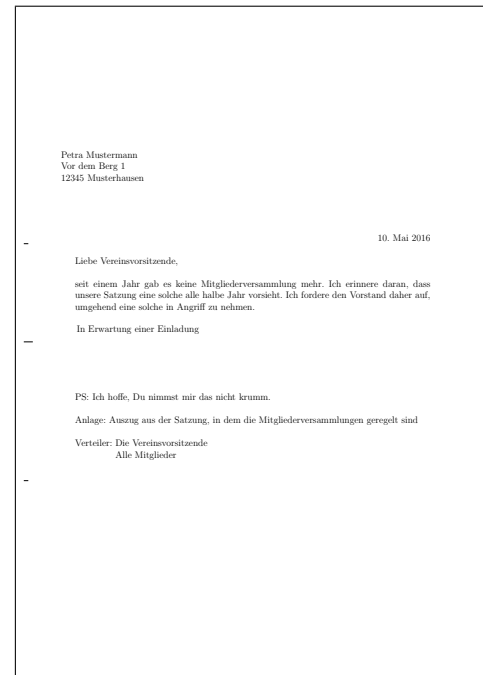 Petra Mustermann
Vor dem Berg 1
12345 Musterhausen
10. Mai 2016
Liebe Vereinsvorsitzende,
seit einem Jahr gab es keine Mitgliederversammlung mehr. Ich erinnere daran, dass
unsere Satzung eine solche alle halbe Jahr vorsieht. Ich fordere den Vorstand daher auf,
umgehend eine solche in Angriff zu nehmen.
In Erwartung einer Einladung
PS: Ich hoffe, Du nimmst mir das nicht krumm.
Anlage: Auszug aus der Satzung, in dem die Mitgliederversammlungen geregelt sind
Verteiler: Die Vereinsvorsitzende
Alle Mitglieder